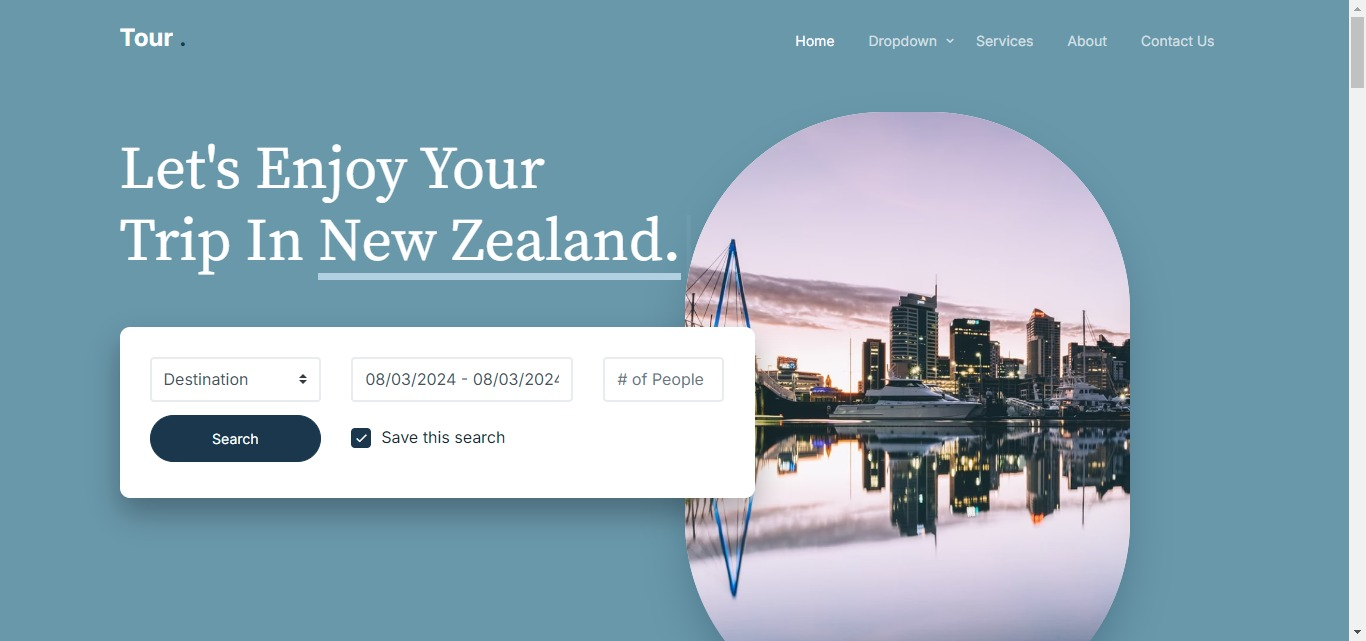 Tour .
Home Dropdown Services About Contact Us
Let's Enjoy Your
Trip In New Zealand.
Destination 08/03/2024 - 08/03/2024 # of People
Search Save this search